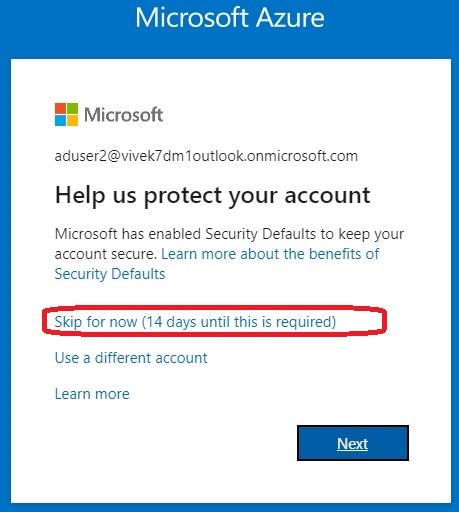 Microsoft Azure
Microsoft
aduser2@vivek7dm1outlook.onmicrosoft.com
Help us protect your account
Microsoft has enabled Security Defaults to keep your
account secure. Learn more about the benefits of
Security Defaults
Skip for now (14 days until this is required)
Use a different account
Learn more
Next